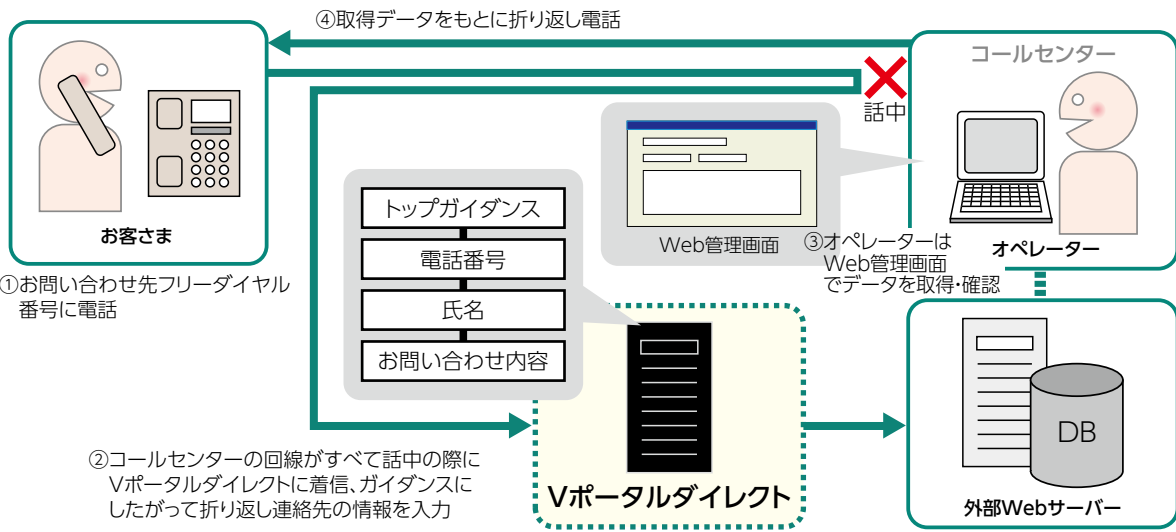 ④取得データをもとに折り返し電話
コールセンター
話中
お客さま
トップガイダンス
電話番号
氏名
お問い合わせ内容
Web管理画面
③オペレーターは
Web管理画面
でデータを取得・確認
オペレーター
①お問い合わせ先フリーダイヤル
番号に電話
②コールセンターの回線がすべて話中の際に
Vポータルダイレクトに着信、ガイダンスに
したがって折り返し連絡先の情報を入力
Vポータルダイレクト
DB
外部Webサーバー